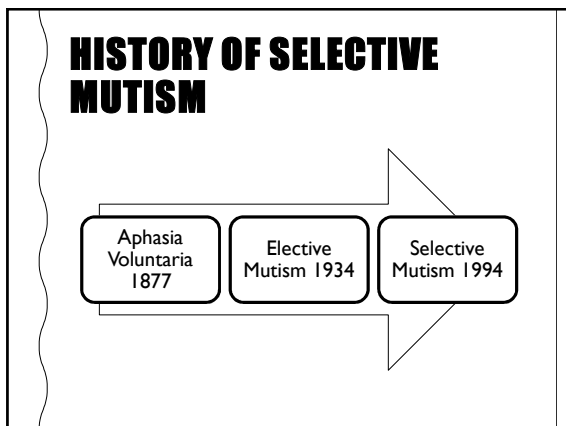 HISTORY OF SELECTIVE
MUTISM
Aphasia
Voluntaria
1877
Elective
Mutism 1934
Selective
Mutism 1994